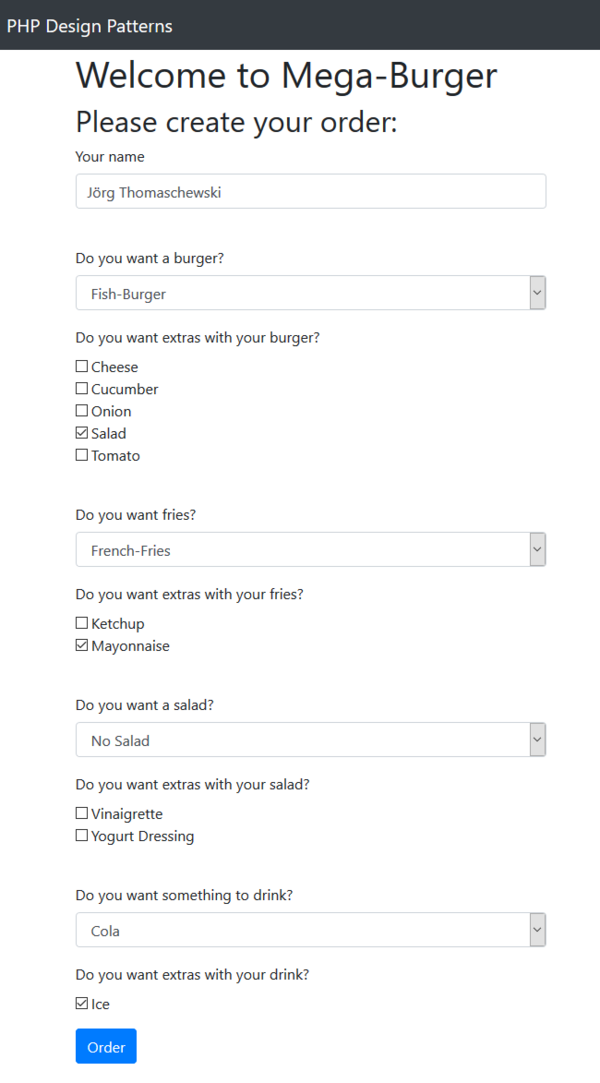 PHP Design Patterns
Welcome to Mega-Burger
Please create your order:
Your name
Jörg Thomaschewski
Do you want a burger?
Fish-Burger
Do you want extras with your burger?
Cheese
Cucumber
Onion
Salad
Tomato
Do you want fries?
French-Fries
Do you want extras with your fries?
Ketchup
Mayonnaise
Do you want a salad?
No Salad
Do you want extras with your salad?
Vinaigrette
Yogurt Dressing
Do you want something to drink?
Cola
Do you want extras with your drink?
Ice
Order